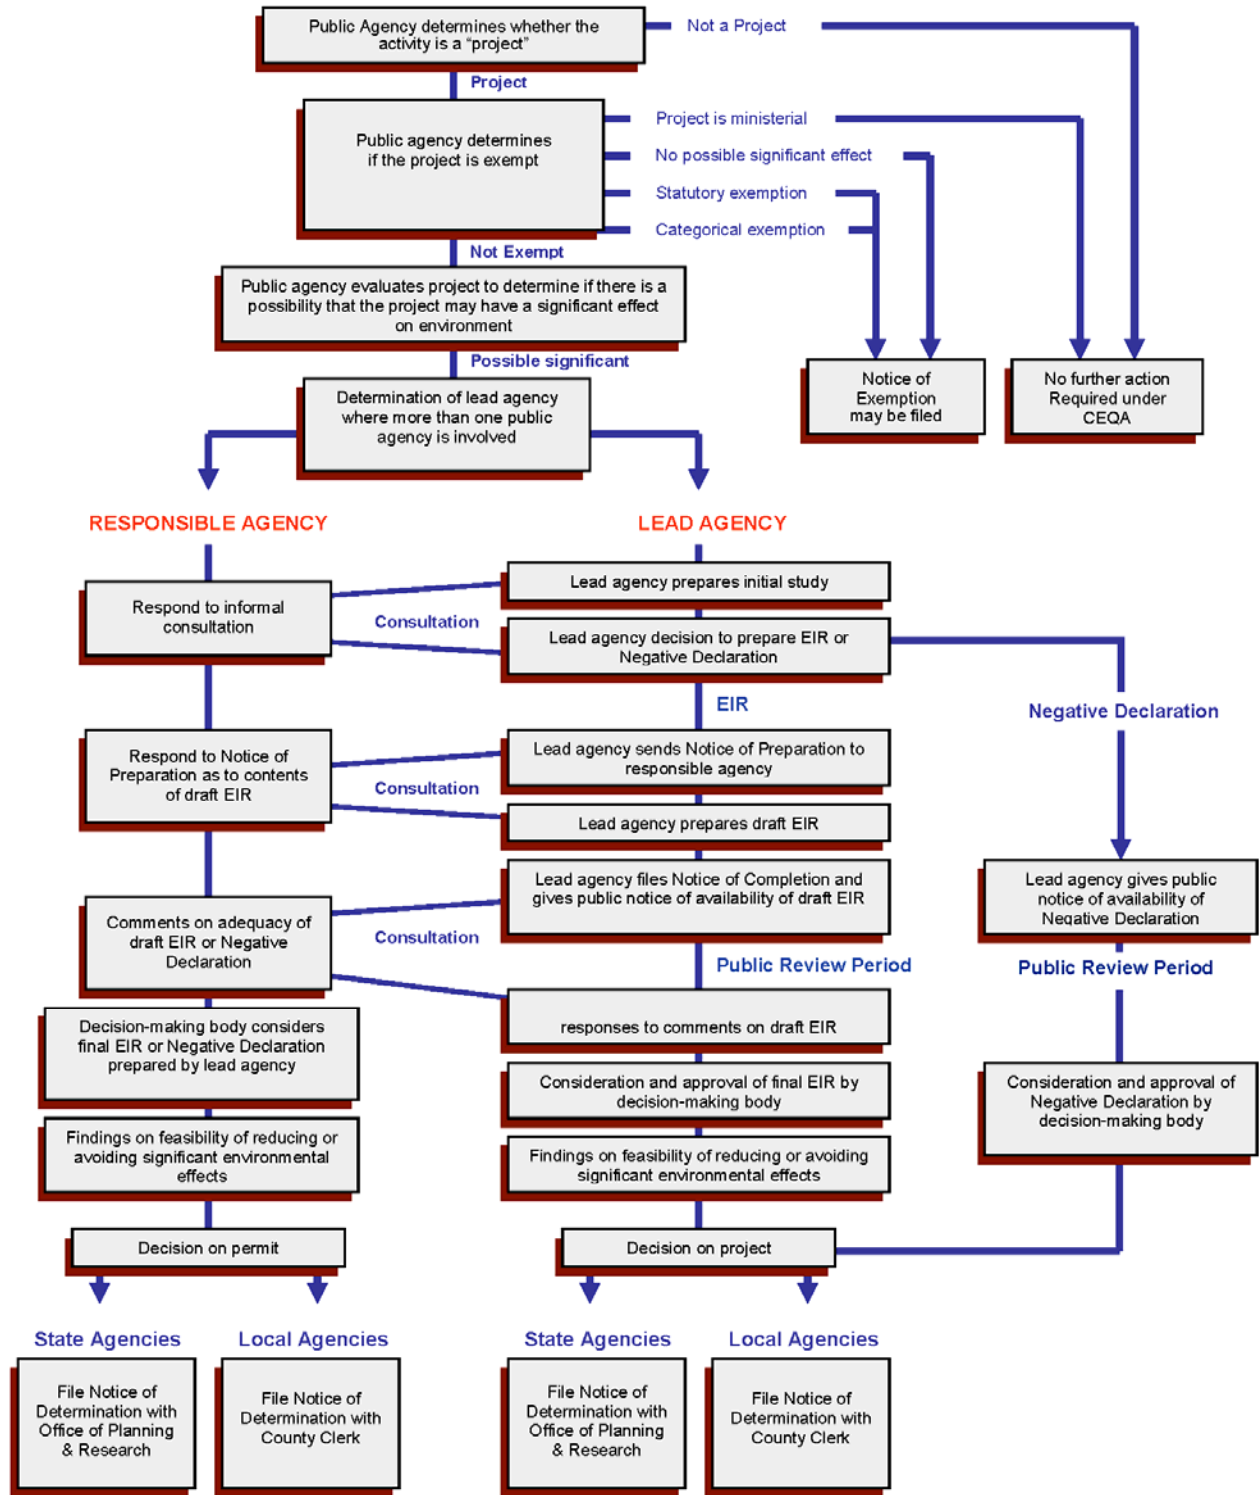 Public Agency determines whether the
activity is a “project”
Not a Project
Project
Public agency determines
if the project is exempt
Project is ministerial
No possible significant effect
Statutory exemption
Categorical exemption
Not Exempt
Public agency evaluates project to determine if there is a
possibility that the project may have a significant effect
on environment
Possible significant
Notice of
Exemption
may be filed
No further action
Required under
CEQA
Determination of lead agency
where more than one public
agency is involved
RESPONSIBLE AGENCY
LEAD AGENCY
Respond to informal
consultation
Consultation
Lead agency prepares initial study
Lead agency decision to prepare EIR or
Negative Declaration
EIR
Negative Declaration
Respond to Notice of
Preparation as to contents
of draft EIR
Consultation
Lead agency sends Notice of Preparation to
responsible agency
Lead agency prepares draft EIR
Lead agency files Notice of Completion and
gives public notice of availability of draft EIR
Lead agency gives public
notice of availability of
Negative Declaration
Comments on adequacy of
draft EIR or Negative
Declaration
Consultation
Public Review Period
Public Review Period
responses to comments on draft EIR
Decision-making body considers
final EIR or Negative Declaration
prepared by lead agency
Consideration and approval of final EIR by
decision-making body
Consideration and approval of
Negative Declaration by
decision-making body
Findings on feasibility of reducing or
avoiding significant environmental
effects
Findings on feasibility of reducing or avoiding
significant environmental effects
Decision on permit
Decision on project
State Agencies
Local Agencies
State Agencies
Local Agencies
File Notice of
Determination with
Office of Planning
& Research
File Notice of
Determination with
County Clerk
File Notice of
Determination with
Office of Planning
& Research
File Notice of
Determination with
County Clerk